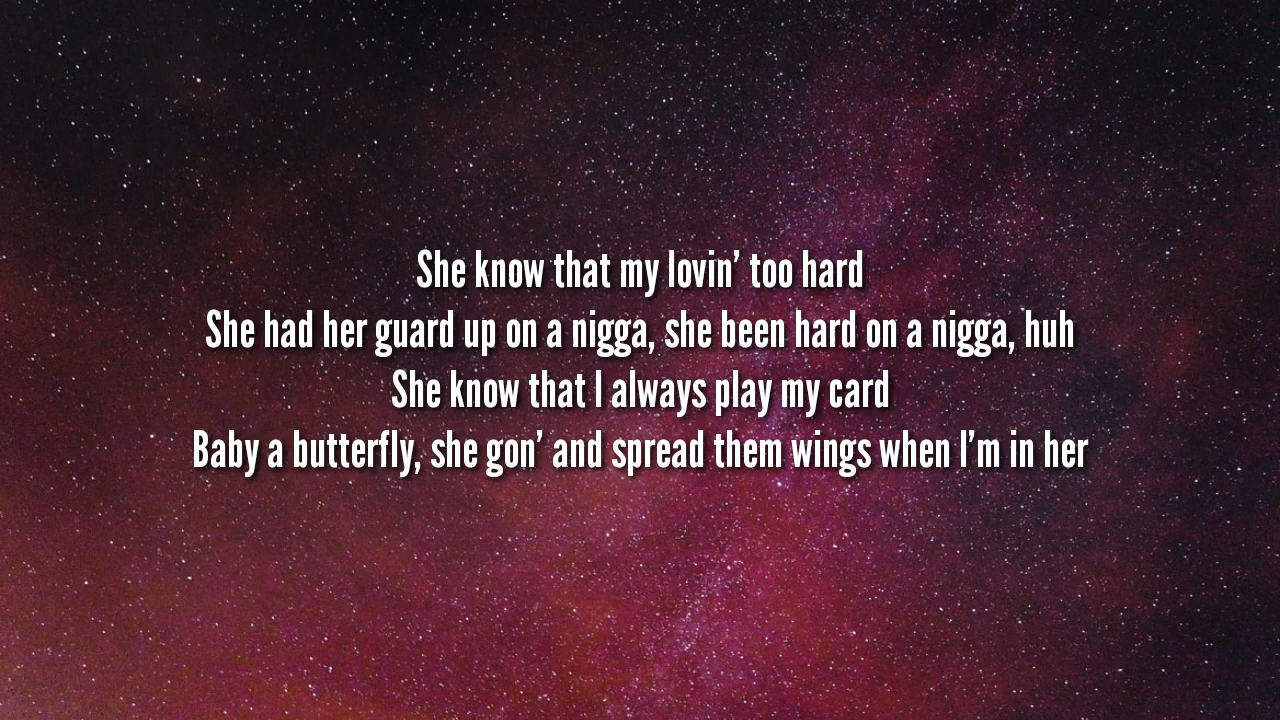 She know that my lovin’ too hard
She had her guard up on a nigga, she been hard on a nigga, huh
She know that I always play my card
Baby a butterfly, she gon’ and spread them wings when I’m in her